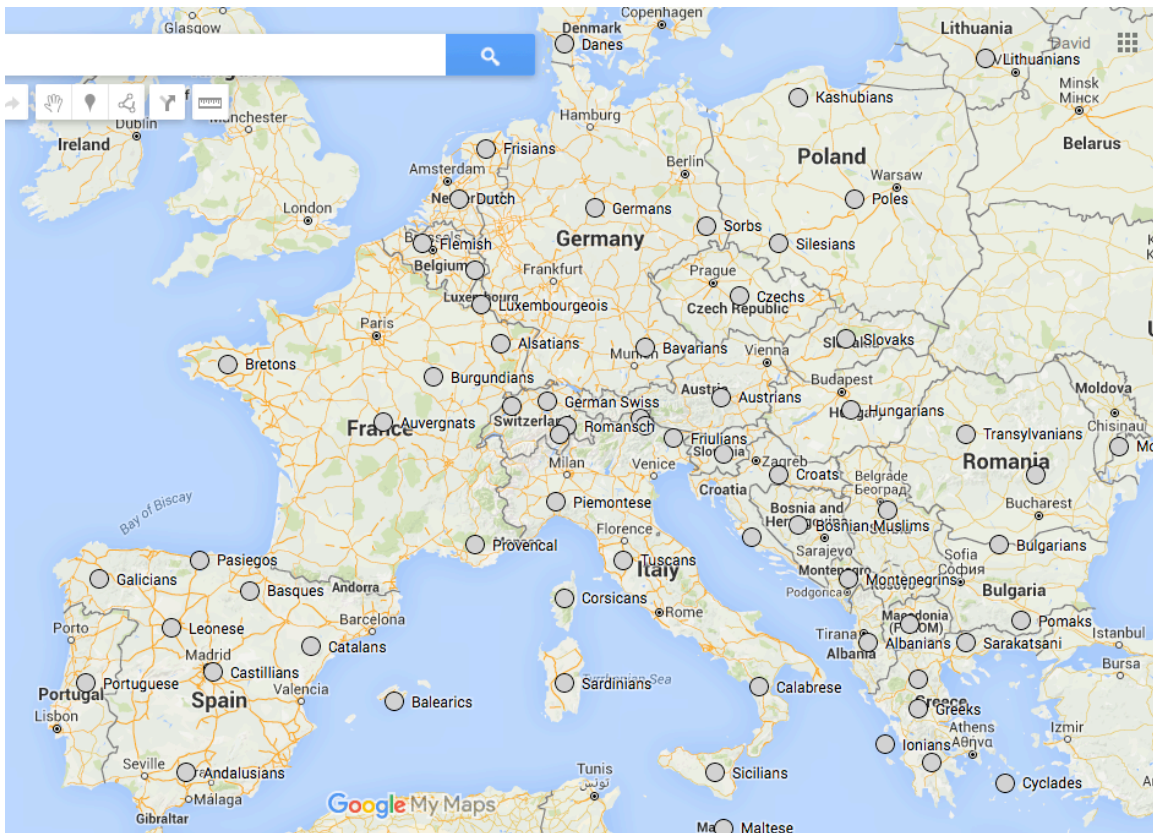 Glasgow
Denmark
Copenhagen
Danes
Lithuania
David
Lithuanians
Minsk
Мінск
Kashubians
Dublin
Manchester
Hamburg
Ireland
Belarus
Frisians
Amsterdam
Berlin
Poland
Warsaw
Dutch
Poles
London
Germans
Sorbs
Germany
Silesians
Flemish
Belgium
Frankfurt
Prague
Czechs
Czech Republic
Luxembourgeois
Paris
Alsatians
Bavarians
Vienna
Slovaks
Bretons
Burgundians
Budapest
Moldova
Austria
Austrians
German Swiss
Hungarians
Chisinau
Auvergnats
France
Switzerlan
Romansch
Friulians
Transylvanians
Milan
Venice
Zagreb
Romania
Croats
Belgrade
Београд
Croatia
Bay of Biscay
Piemontese
Bosnia and
Bucharest
Florence
Bosnian Muslims
Provencal
Sarajevo
Bulgarians
Pasiegos
Tuscans
Italy
Sofia
София
Galicians
Basques
Andorra
Montenegro
Montenegrins
Podgorica
Bulgaria
Corsicans
Rome
Barcelona
Porto
Leonese
Pomaks
Tirana
Albanians
Sarakatsani
Istanbul
Albania
Catalans
Madrid
Castillians
Bursa
Portuguese
Portugal
Valencia
Sardinians
Sea
Calabrese
Spain
Balearics
Greeks
Lisbon
Athens
Αθήνα
Izmir
Ionians
Seville
Andalusians
Tunis
تونس
Sicilians
Cyclades
Málaga
Google My Maps
Gibraltar
Maltese